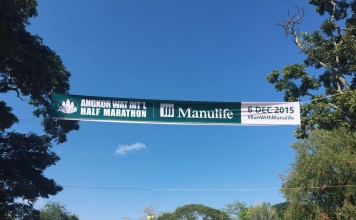 ANGKOR WAT INT'L
HALF MARATHON
Manulife
6 DEC 2015
#RunWithManulife